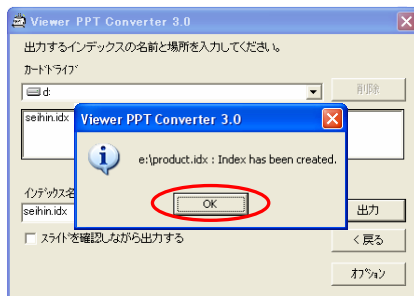 Viewer PPT Converter 3.0
出力するインデックスの名前と場所を入力してください。
カードドライブ
d:
削除
seihin.idx
Viewer PPT Converter 3.0
e:\product.idx : Index has been created.
OK
インデックス名
seihin.idx
出力
スライドを確認しながら出力する
< 戻る
オプション